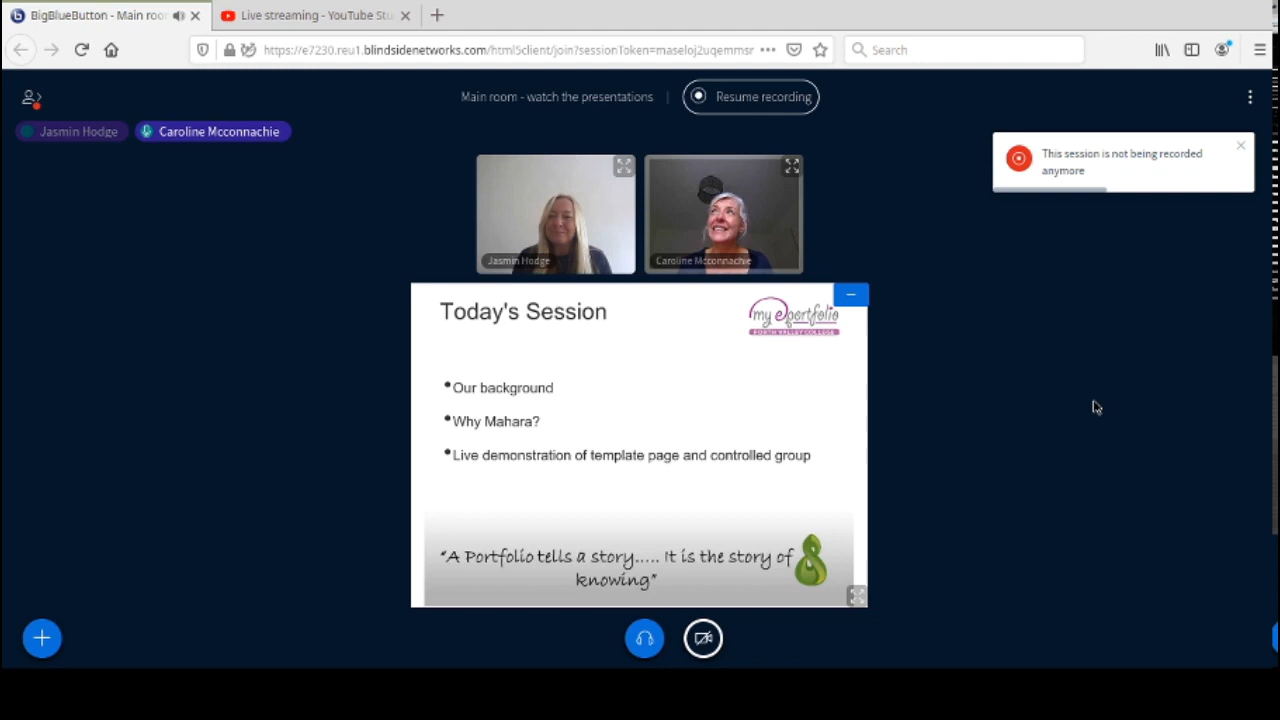 BigBlueButton - Main roo
Live streaming - YouTube Stu
https://e7230.reu1.blindsidenetworks.com/html5client/join?sessionToken=maseloj2uqemmsr
Search
Main room - watch the presentations
Resume recording
Jasmin Hodge
Caroline Mcconnachie
This session is not being recorded
anymore
Jasmin Hodge
Caroline Mcconnachie
Today's Session
my eportfolio
FORTH VALLEY COLLEGE
•Our background
•Why Mahara?
•Live demonstration of template page and controlled group
“A Portfolio tells a story..... It is the story of
knowing”